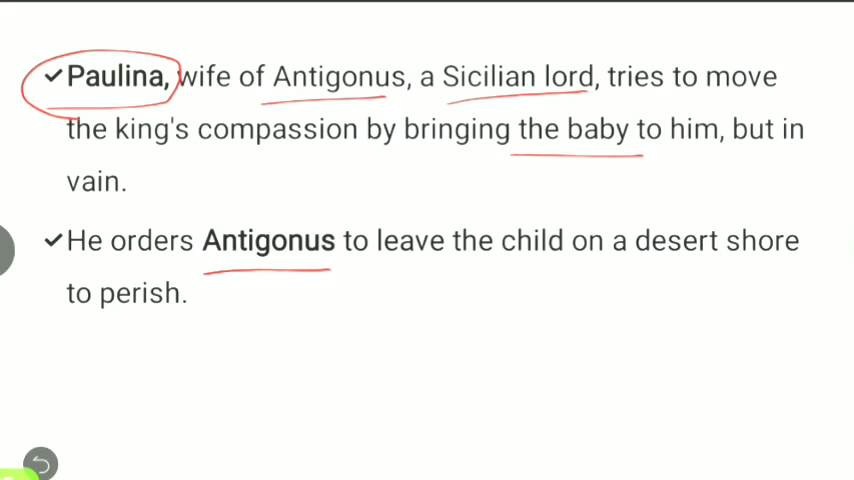 ✓Paulina, wife of Antigonus, a Sicilian lord, tries to move
the king's compassion by bringing the baby to him, but in
vain.
✓He orders Antigonus to leave the child on a desert shore
to perish.